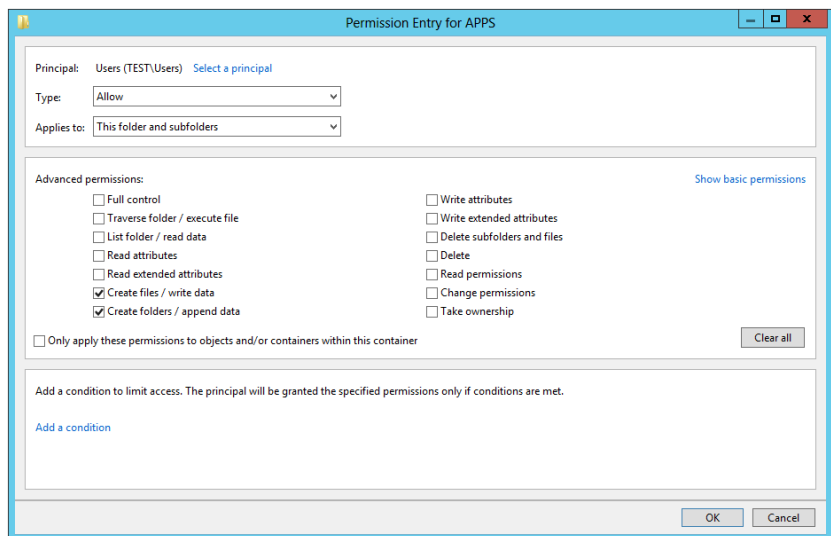 Permission Entry for APPS
Principal: Users (TEST\Users) Select a principal
Type: Allow
Applies to: This folder and subfolders
Advanced permissions: Show basic permissions
Full control Write attributes
Traverse folder / execute file Write extended attributes
List folder / read data Delete subfolders and files
Read attributes Delete
Read extended attributes Read permissions
Create files / write data Change permissions
Create folders / append data Take ownership
Only apply these permissions to objects and/or containers within this container Clear all
Add a condition to limit access. The principal will be granted the specified permissions only if conditions are met.
Add a condition
OK Cancel